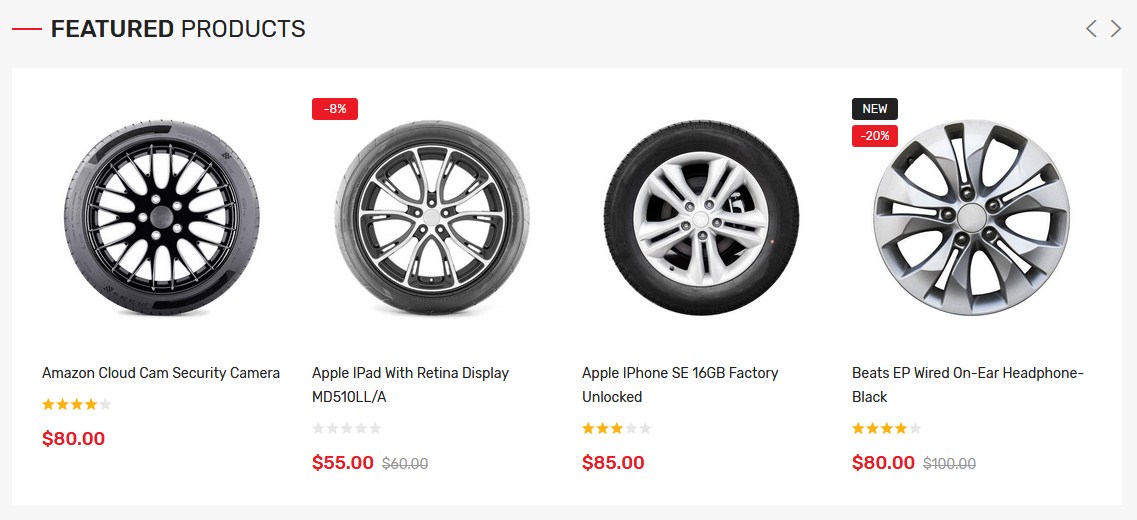 FEATURED PRODUCTS
-8%
NEW
-20%
Amazon Cloud Cam Security Camera
$80.00
Apple IPad With Retina Display
MD510LL/A
$55.00 $60.00
Apple IPhone SE 16GB Factory
Unlocked
$85.00
Beats EP Wired On-Ear Headphone-
Black
$80.00 $100.00